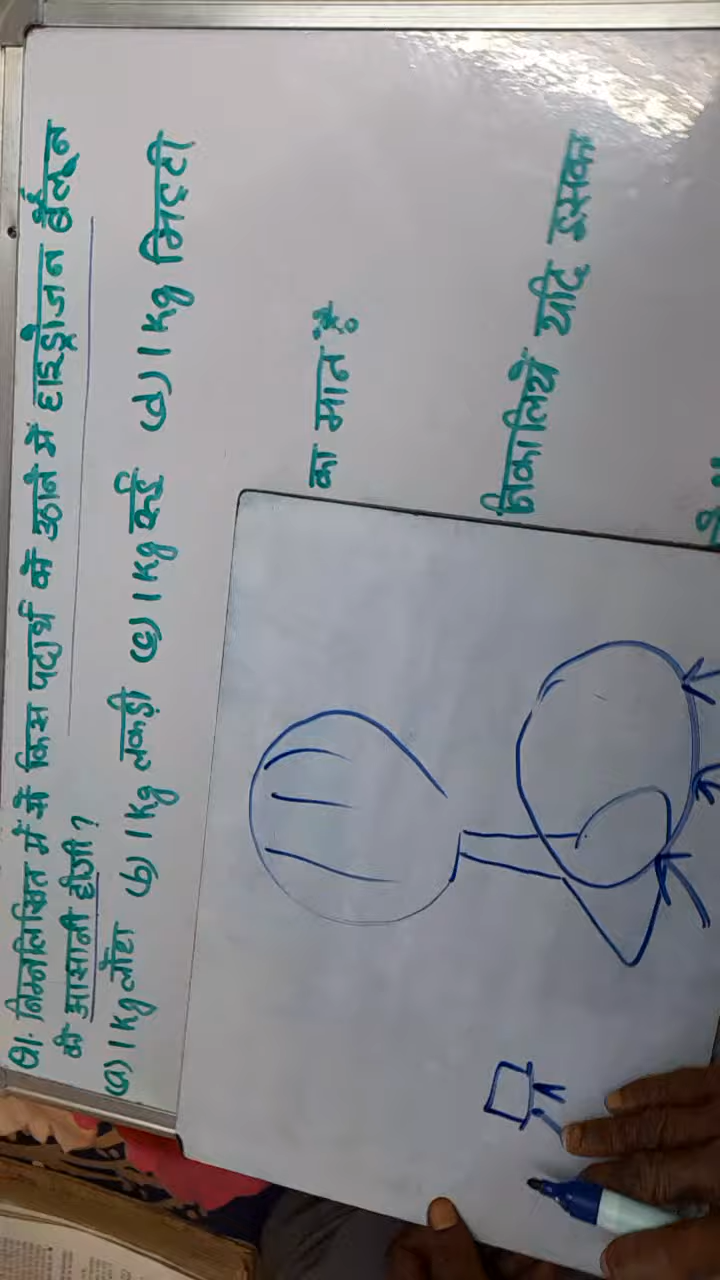 Q1. निम्नलिखित में में किस पदार्थ को उठाने में हाइड्रोजन बैलून
को आसानी होगी ?
(a) 1 Kg लोहा (b) 1 Kg लकड़ी (c) 1 Kg रूई (d) 1 Kg मिट्टी
का मान है
निकालियें यदि इसका